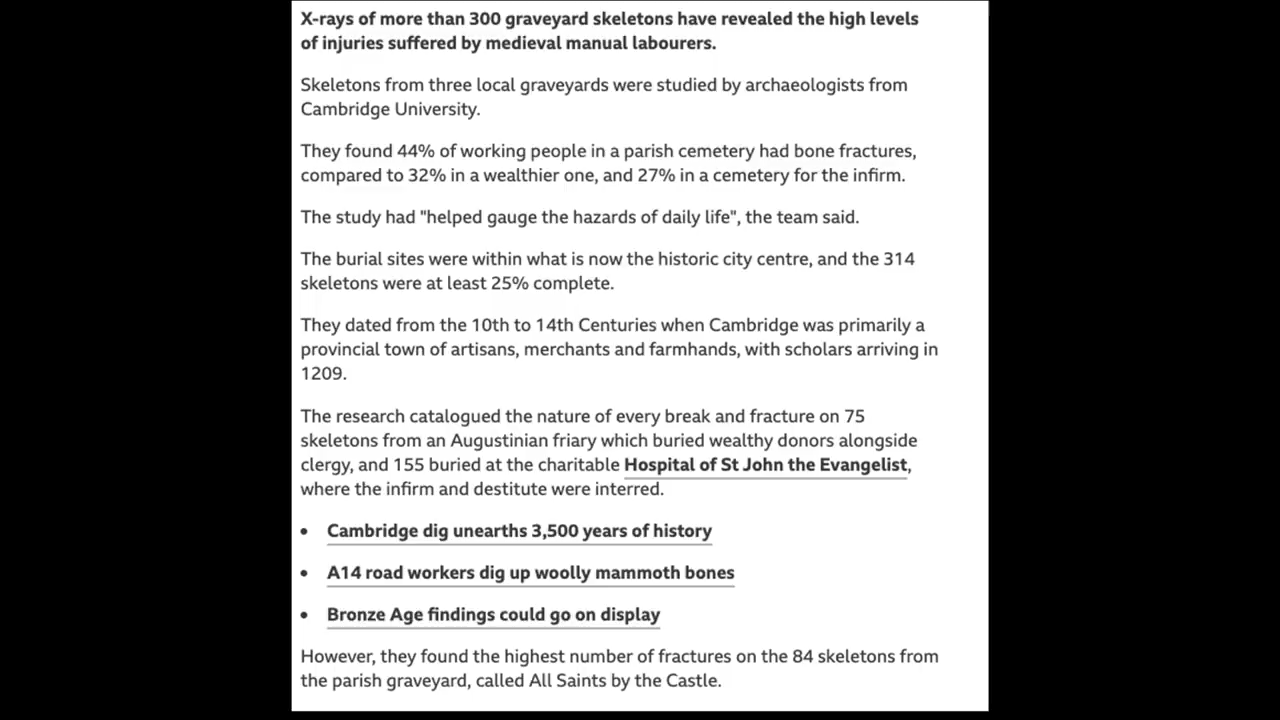 X-rays of more than 300 graveyard skeletons have revealed the high levels
of injuries suffered by medieval manual labourers.
Skeletons from three local graveyards were studied by archaeologists from
Cambridge University.
They found 44% of working people in a parish cemetery had bone fractures,
compared to 32% in a wealthier one, and 27% in a cemetery for the infirm.
The study had "helped gauge the hazards of daily life", the team said.
The burial sites were within what is now the historic city centre, and the 314
skeletons were at least 25% complete.
They dated from the 10th to 14th Centuries when Cambridge was primarily a
provincial town of artisans, merchants and farmhands, with scholars arriving in
1209.
The research catalogued the nature of every break and fracture on 75
skeletons from an Augustinian friary which buried wealthy donors alongside
clergy, and 155 buried at the charitable Hospital of St John the Evangelist,
where the infirm and destitute were interred.
• Cambridge dig unearths 3,500 years of history
• A14 road workers dig up woolly mammoth bones
• Bronze Age findings could go on display
However, they found the highest number of fractures on the 84 skeletons from
the parish graveyard, called All Saints by the Castle.